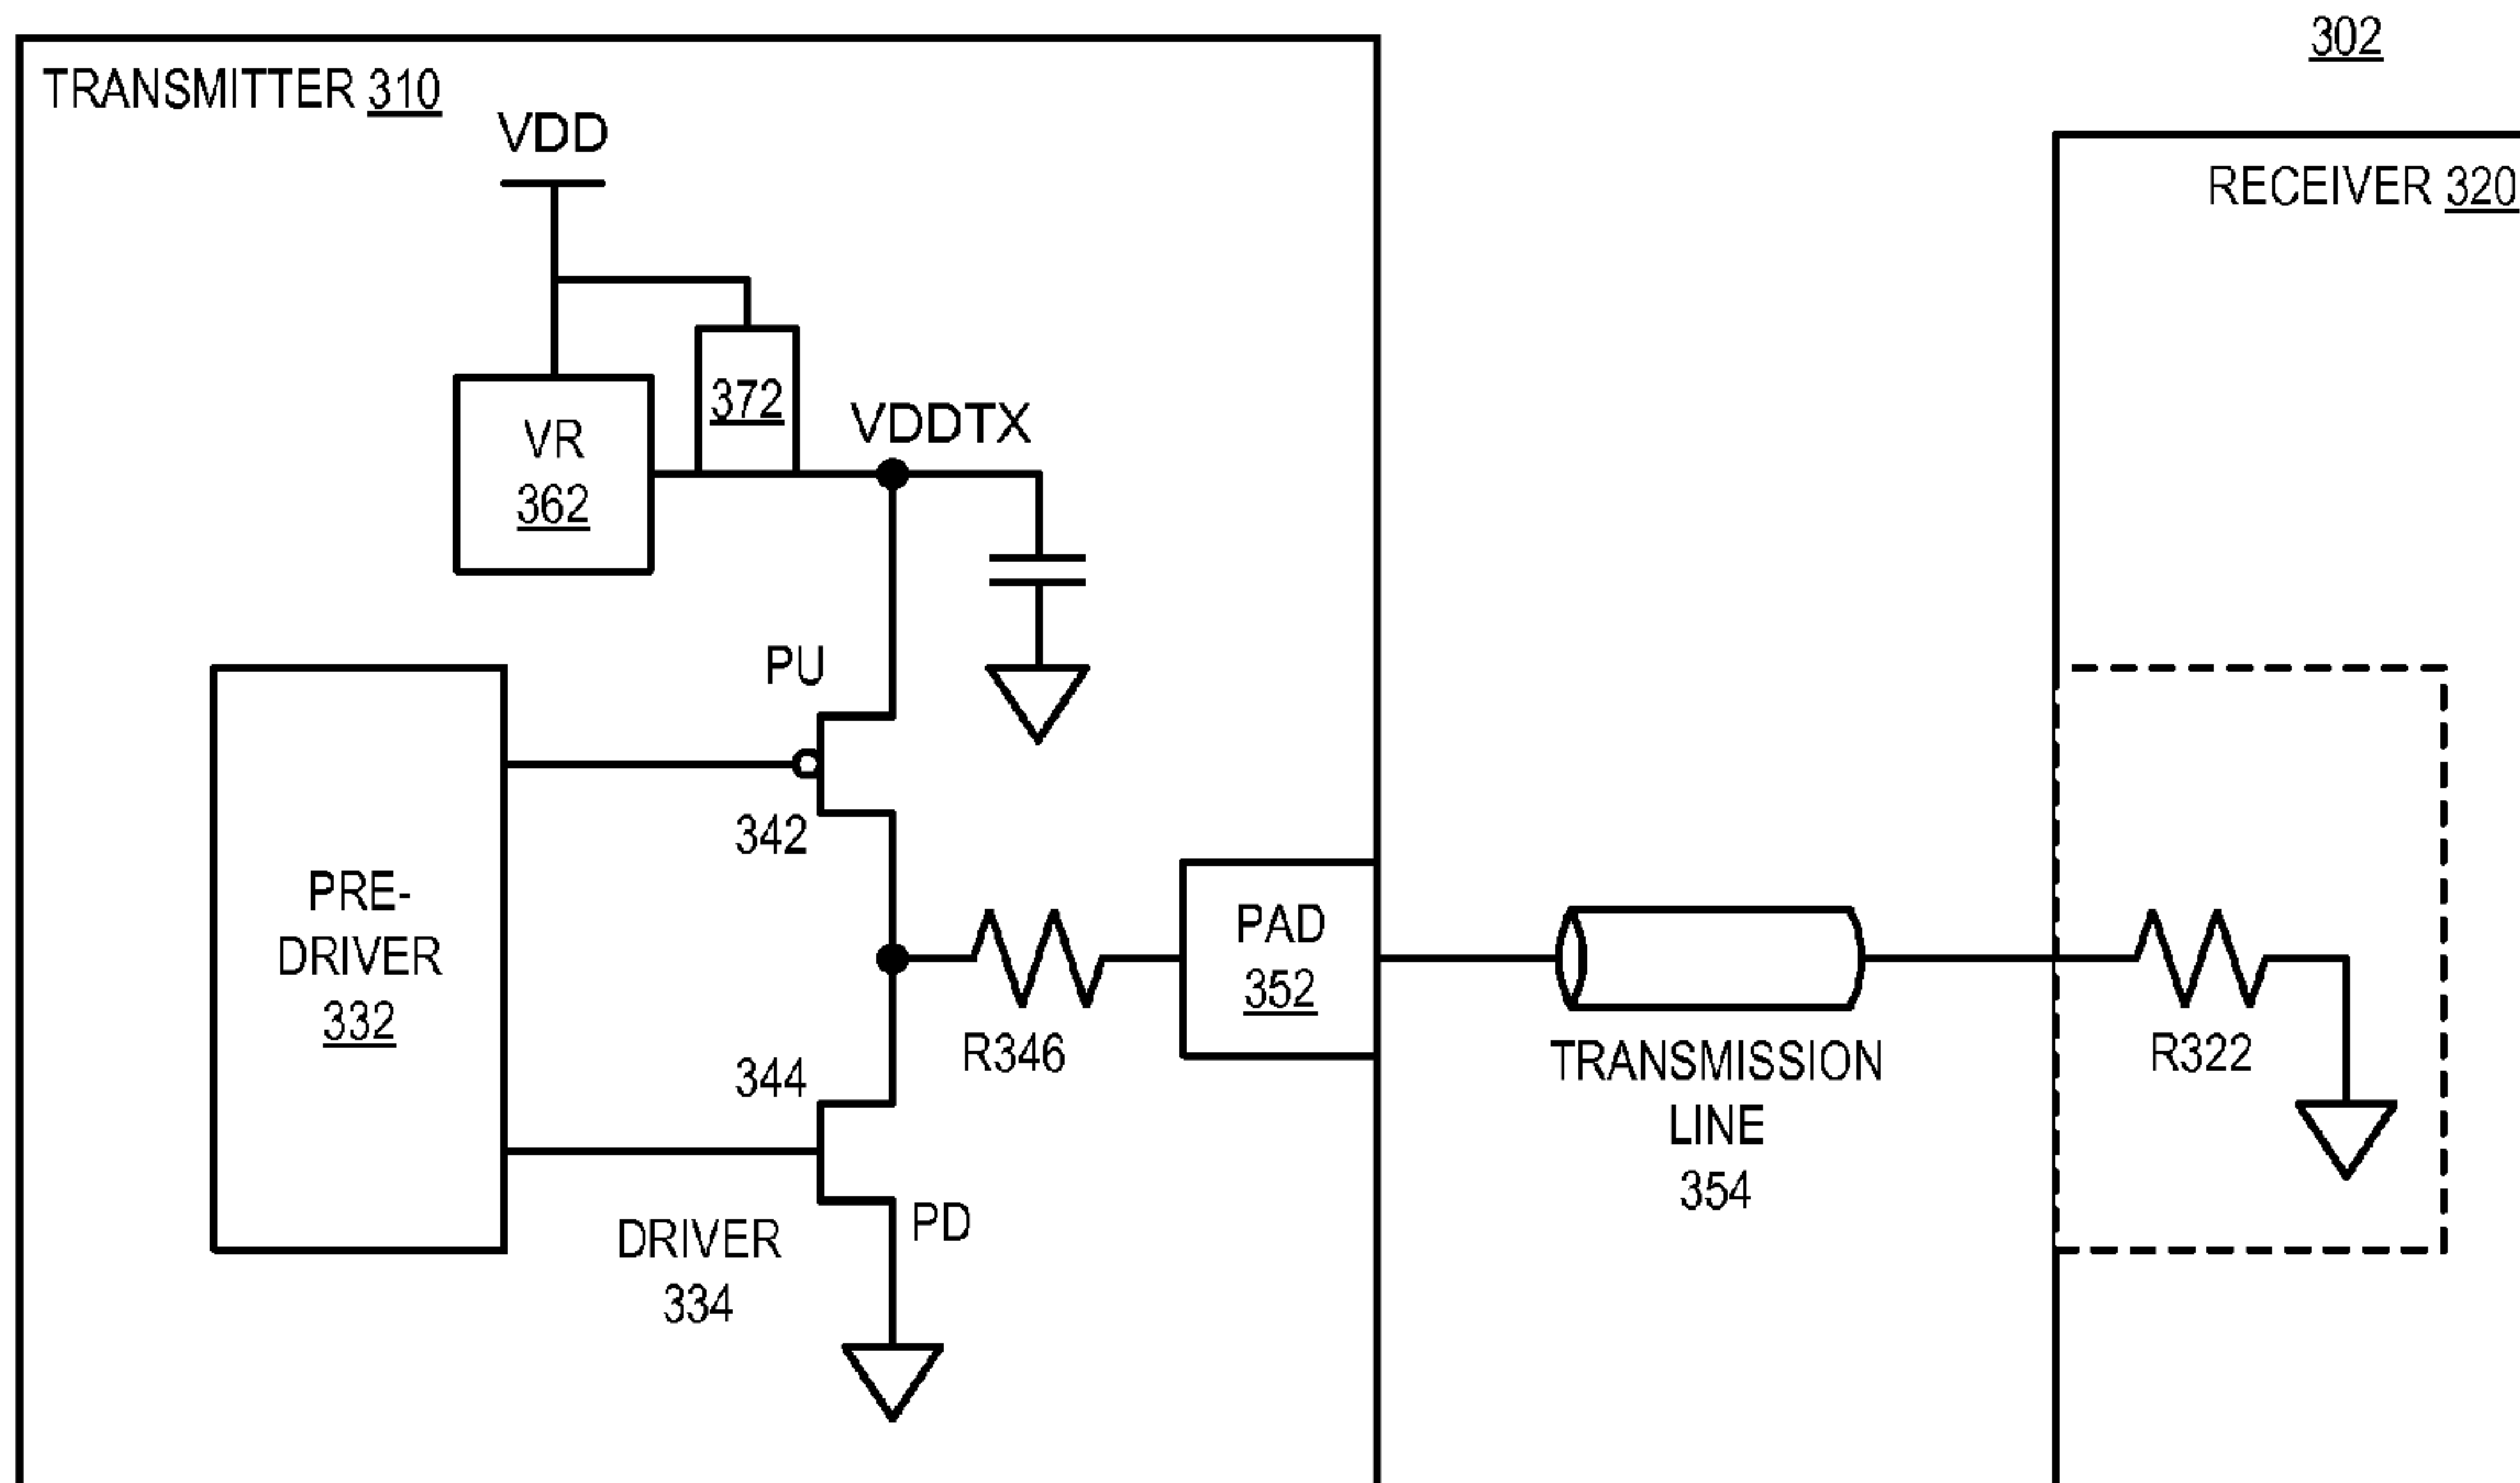 302
TRANSMITTER 310
VDD
RECEIVER 320
372
VDDTX
VR
362
PU
342
PRE-
DRIVER
332
PAD
352
R346
TRANSMISSION
LINE
354
R322
344
PD
DRIVER
334